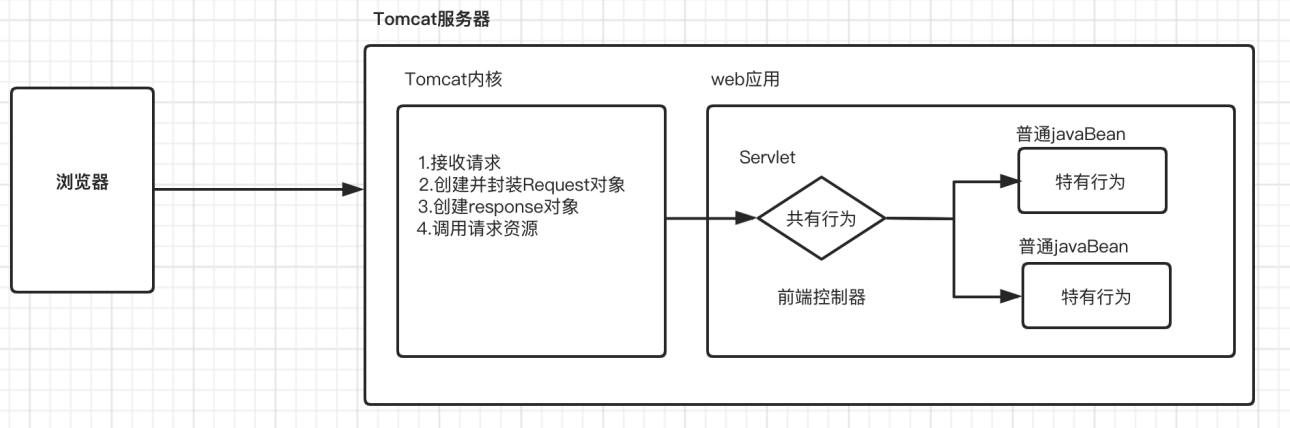 Tomcat服务器
浏览器
Tomcat内核
1.接收请求
2.创建并封装Request对象
3.创建response对象
4.调用请求资源
web应用
Servlet
共有行为
前端控制器
普通javaBean
特有行为
普通javaBean
特有行为